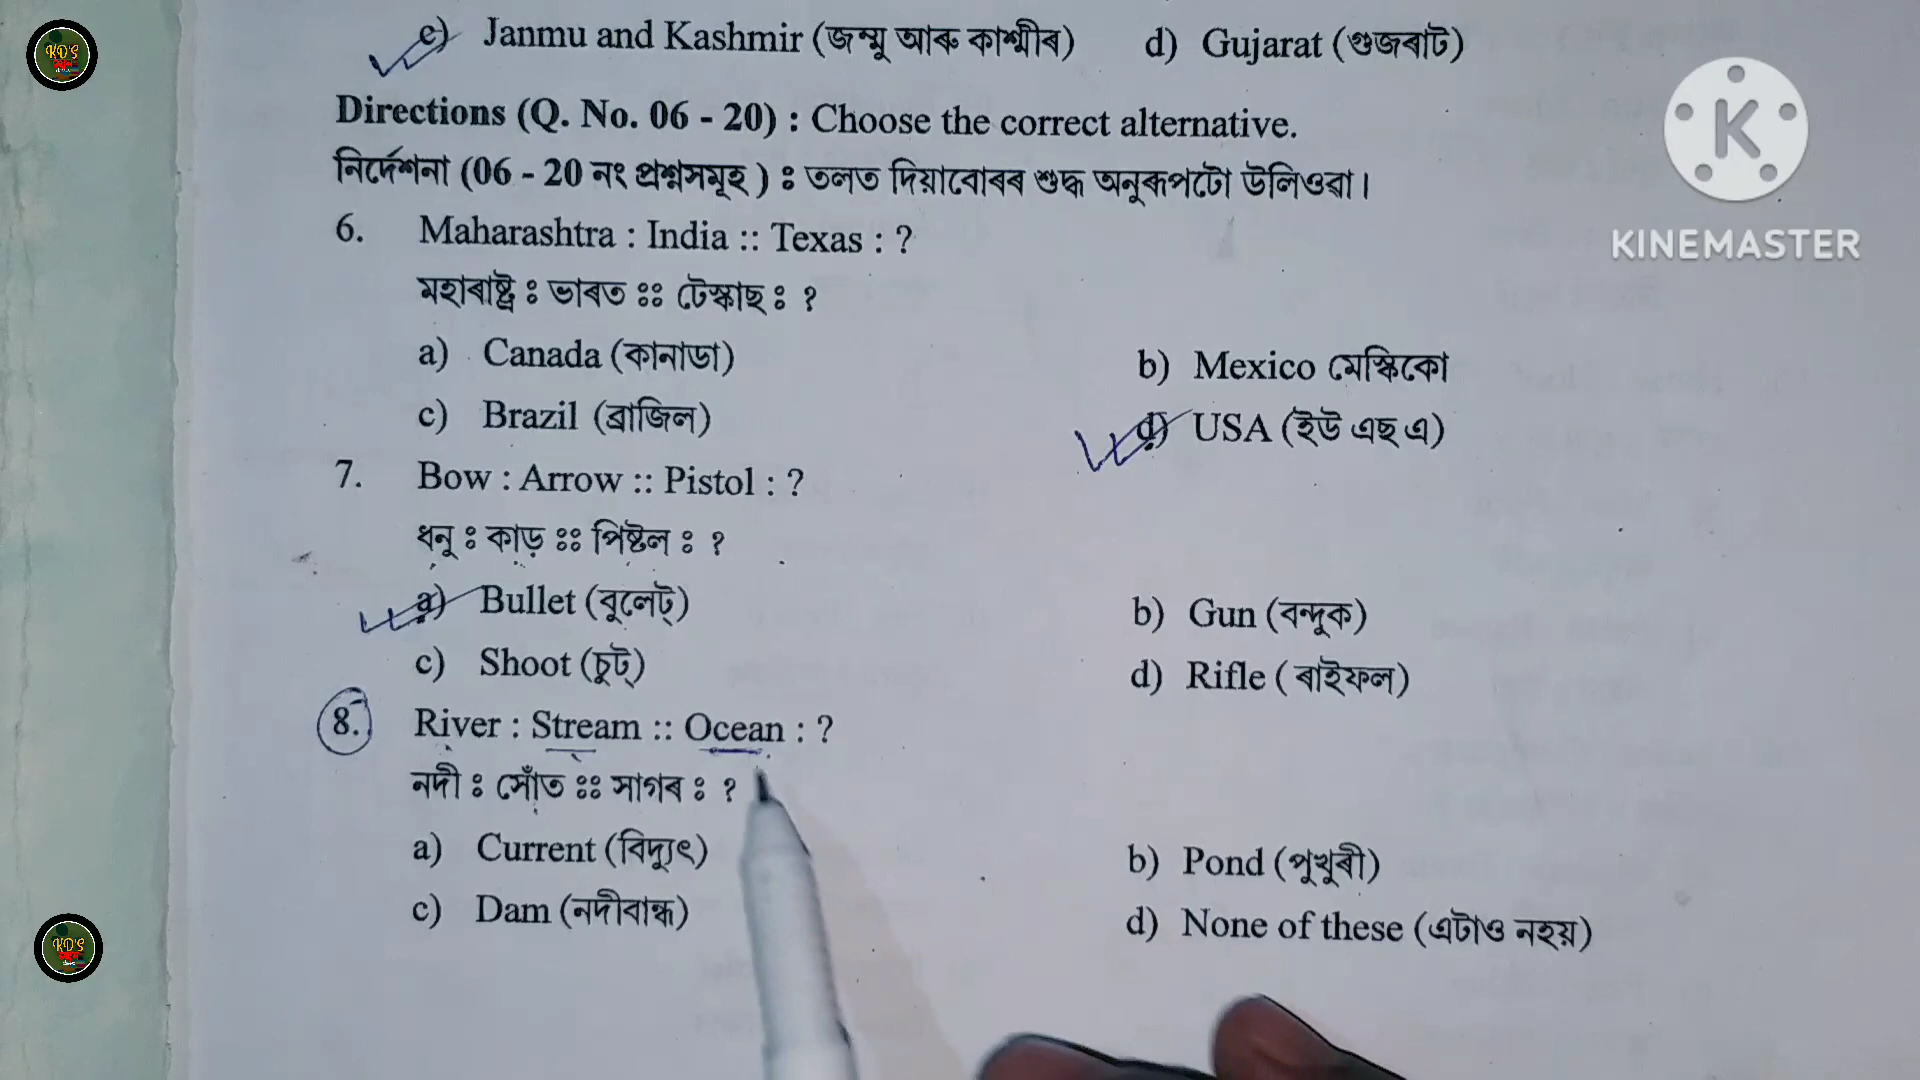 KD'S
c) Janmu and Kashmir (জম্মু আৰু কাশ্মীৰ) d) Gujarat (গুজৰাট)
Directions (Q. No. 06 - 20) : Choose the correct alternative.
নিৰ্দেশনা (06 - 20 নং প্ৰশ্নসমূহ ) ঃ তলত দিয়াবোৰৰ শুদ্ধ অনুৰূপটো উলিওৱা।
KINEMASTER
6. Maharashtra : India :: Texas : ?
মহাৰাষ্ট্ৰ ঃ ভাৰত ঃঃ টেক্সাছ ঃ ?
a) Canada (কানাডা) b) Mexico মেক্সিকো
c) Brazil (ব্ৰাজিল) d) USA (ইউ এছ এ)
7. Bow : Arrow :: Pistol : ?
ধনু ঃ কাড় ঃঃ পিষ্টল ঃ ?
a) Bullet (বুলেট্) b) Gun (বন্দুক)
c) Shoot (চুট্) d) Rifle ( ৰাইফল)
8. River : Stream :: Ocean : ?
নদী ঃ সোঁত ঃঃ সাগৰ ঃ ?
a) Current (বিদ্যুৎ) b) Pond (পুখুৰী)
c) Dam (নদীবান্ধ) d) None of these (এটাও নহয়)
KD'S